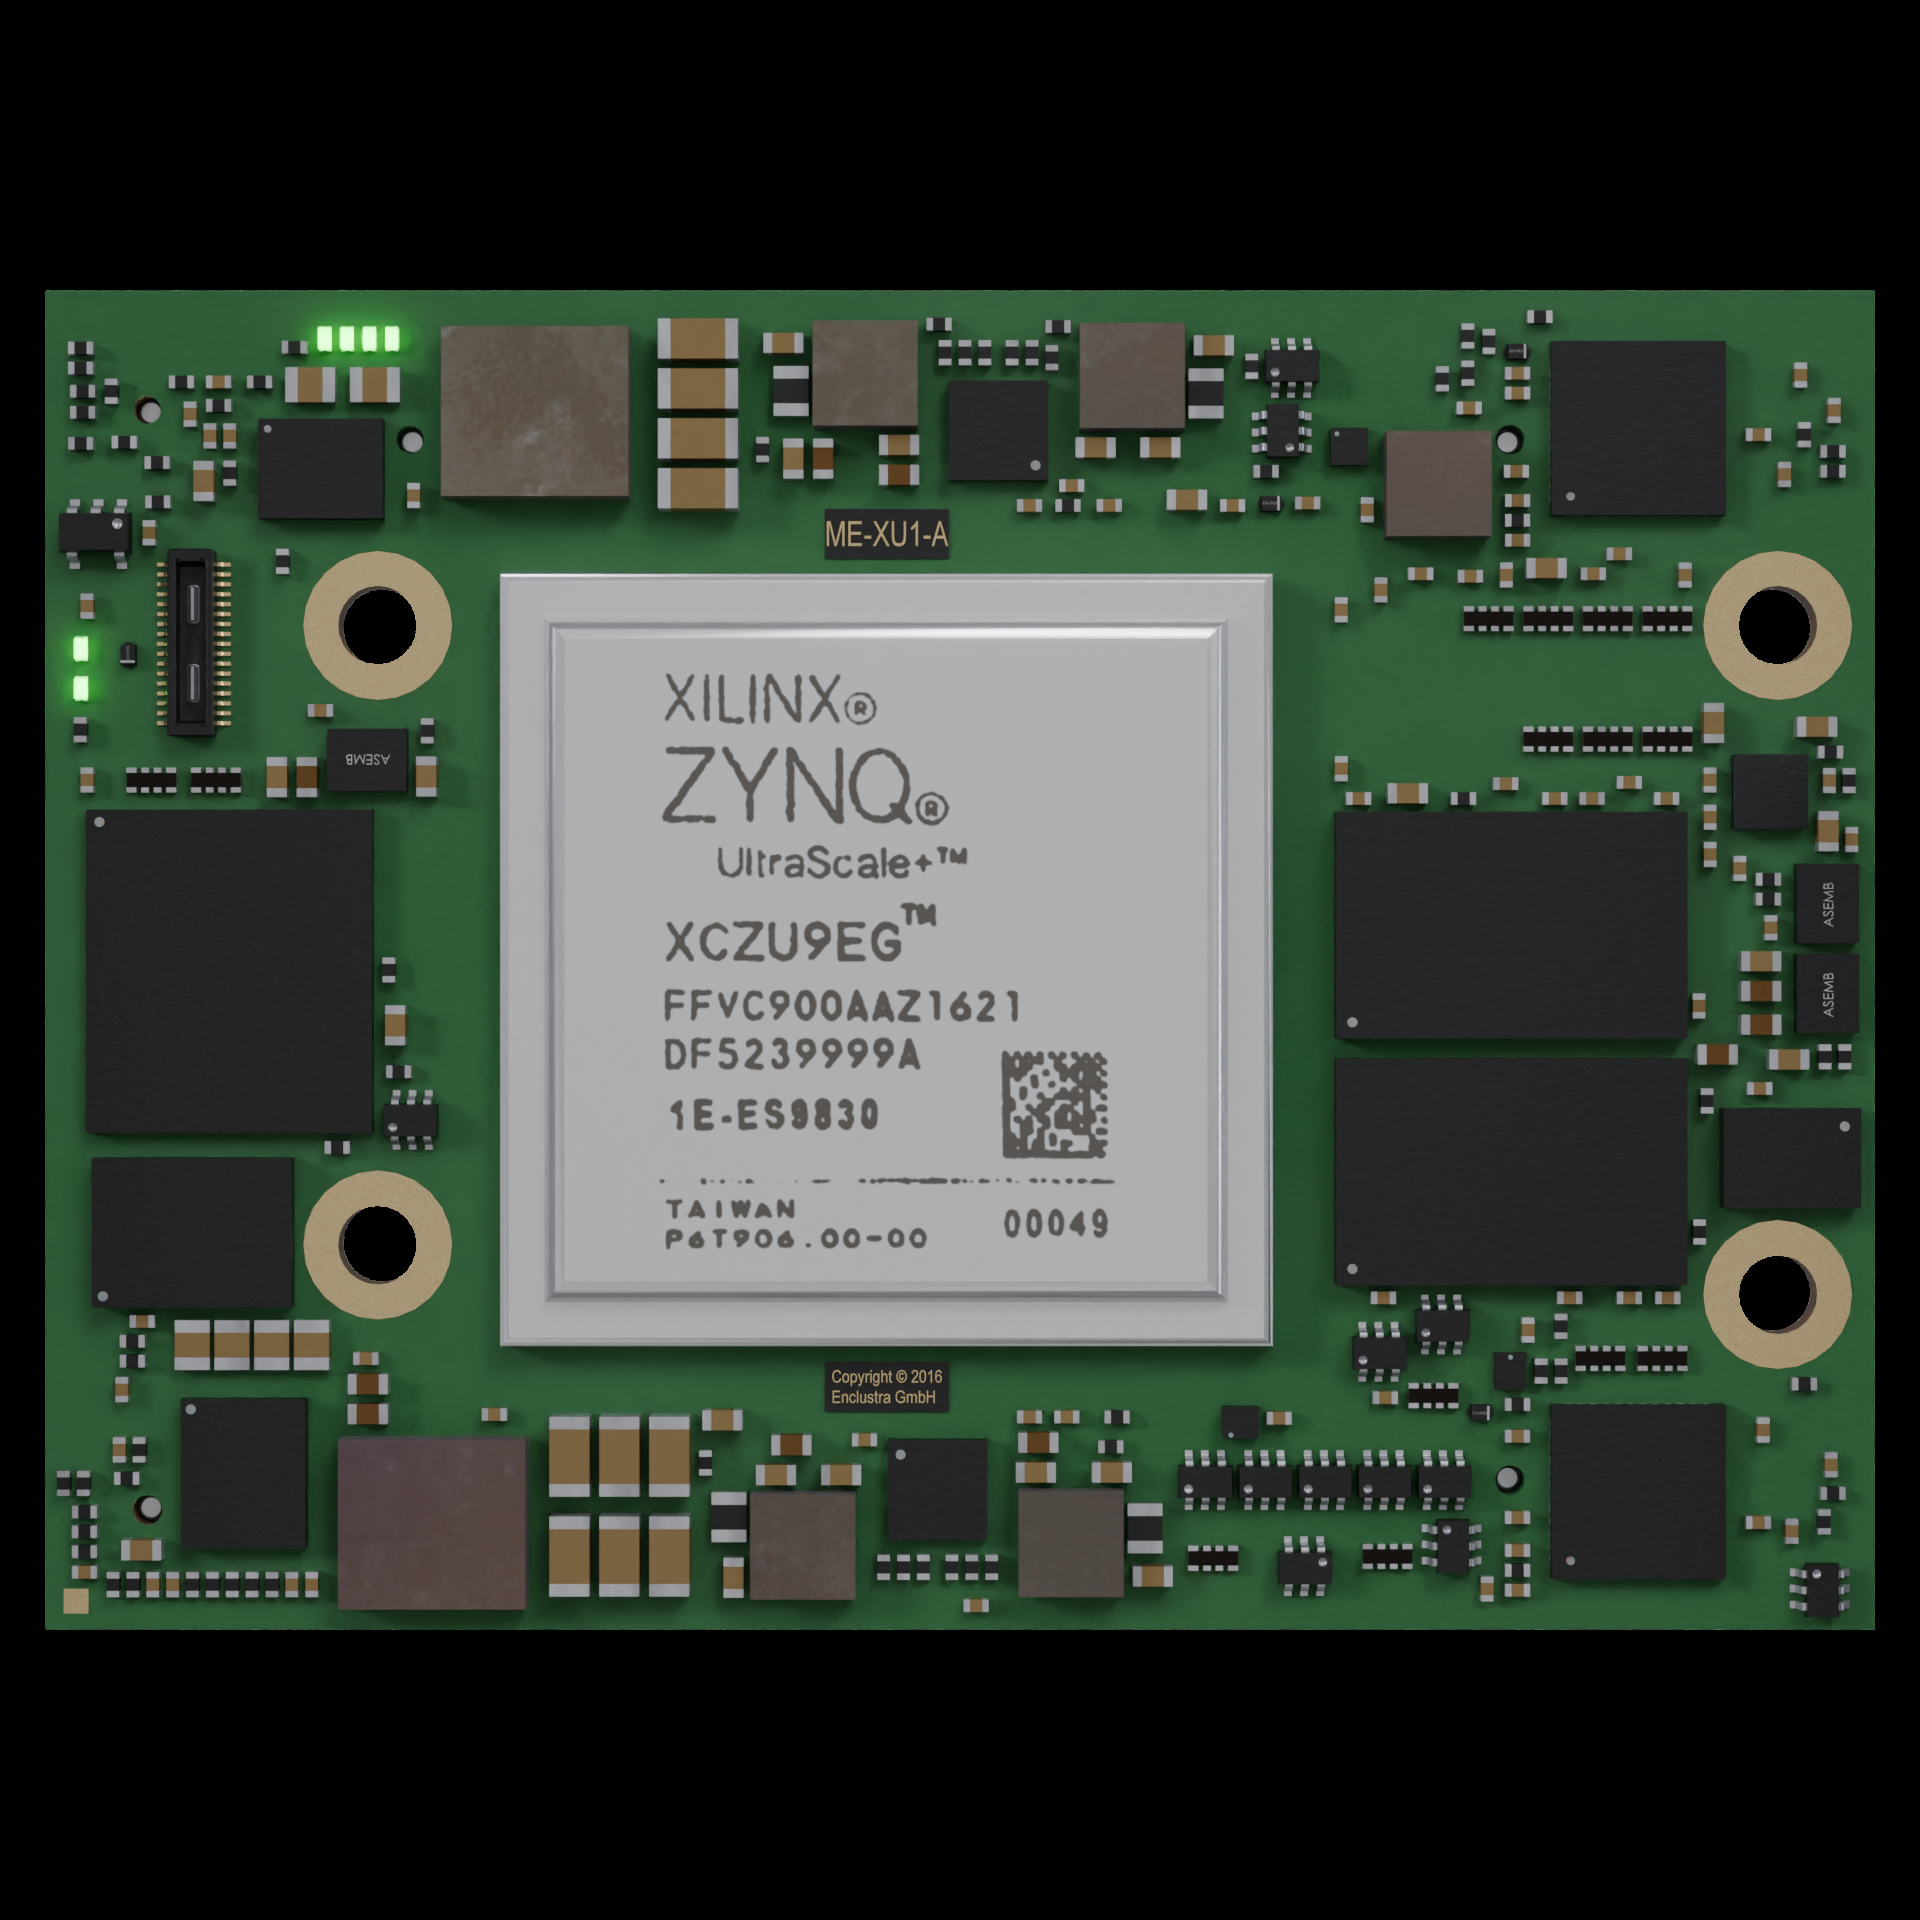 ME-XU1-A
XILINX®
ZYNQ®
UltraScale+™
XCZU9EG™
FFVC900AAZ1621
DF5239999A
1E-ES9830
TAIWAN
P6T906.00-00
00049
Copyright © 2016
Enclustra GmbH
ASEMB
ASEMB
ASEMB